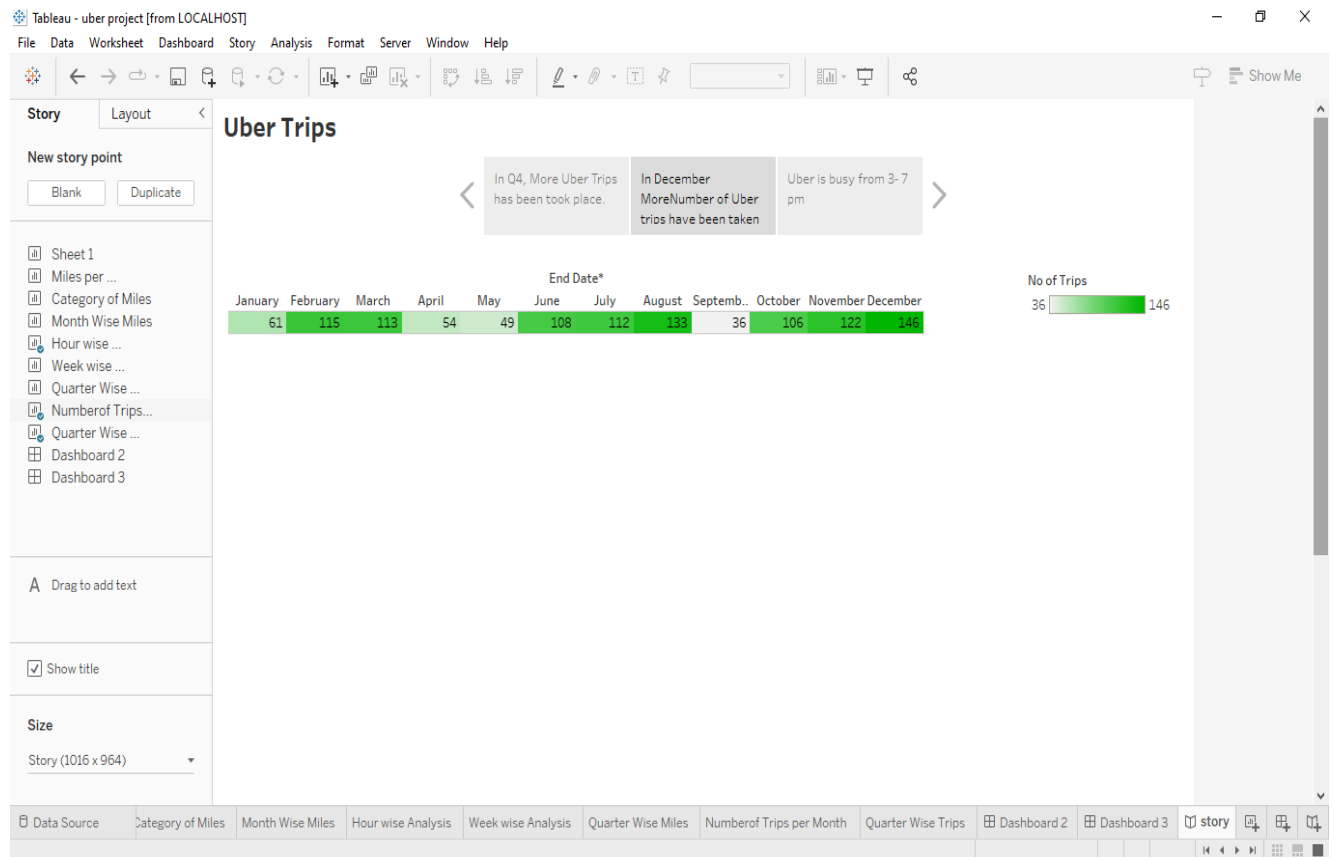 Tableau - uber project [from LOCALHOST]
File Data Worksheet Dashboard Story Analysis Format Server Window Help
Show Me
Story Layout
New story point
Blank Duplicate
Sheet 1
Miles per ...
Category of Miles
Month Wise Miles
Hour wise ...
Week wise ...
Quarter Wise ...
Numberof Trips...
Quarter Wise ...
Dashboard 2
Dashboard 3
A Drag to add text
Show title
Size
Story (1016 x 964)
Uber Trips
In Q4, More Uber Trips
has been took place.
In December
MoreNumber of Uber
trips have been taken
Uber is busy from 3- 7
pm
End Date*
January February March April May June July August Septemb.. October November December
61 115 113 54 49 108 112 133 36 106 122 146
No of Trips
36 146
Data Source Category of Miles Month Wise Miles Hour wise Analysis Week wise Analysis Quarter Wise Miles Numberof Trips per Month Quarter Wise Trips Dashboard 2 Dashboard 3 story